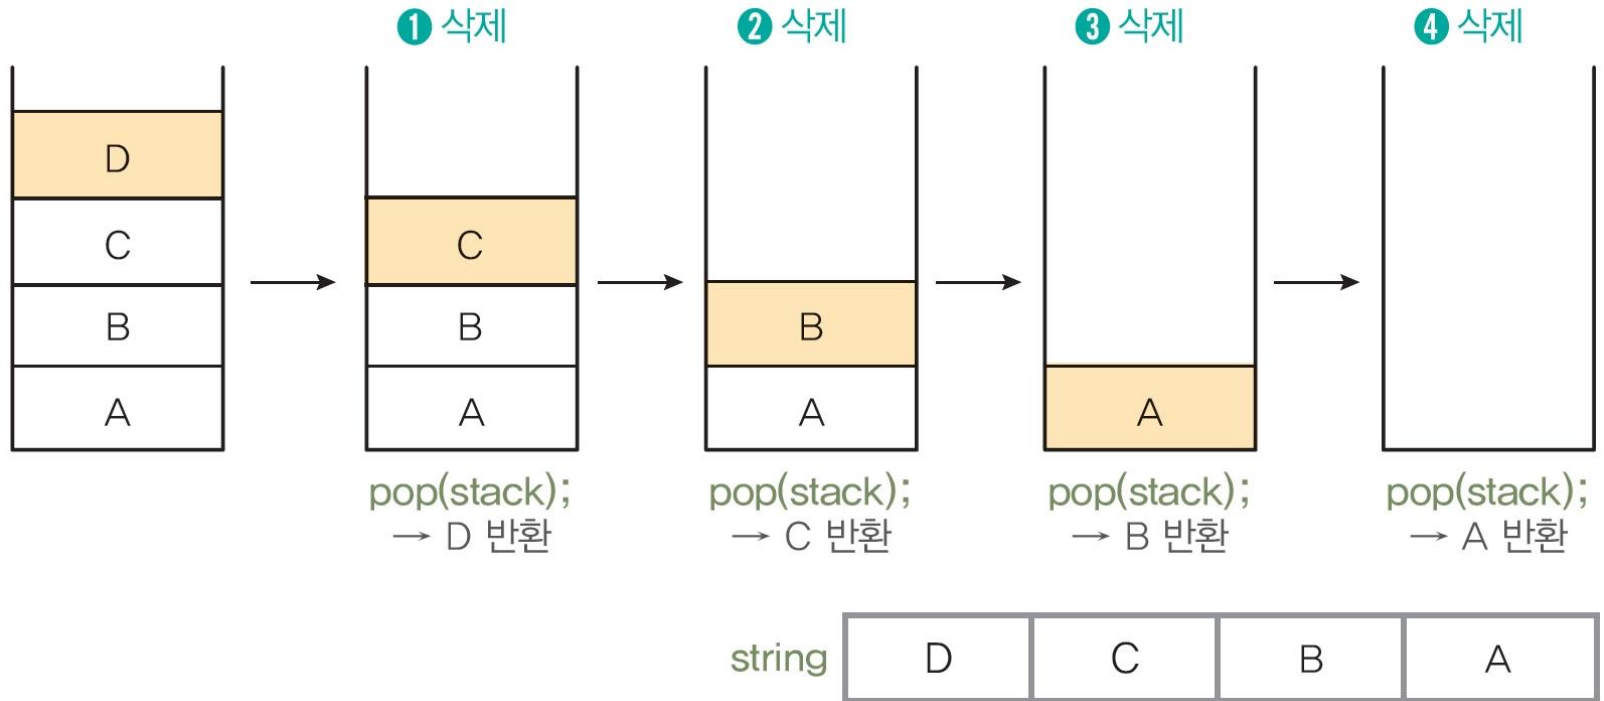 ❶ 삭제
❷ 삭제
❸ 삭제
❹ 삭제
D
C
B
A
C
B
A
B
A
A
pop(stack);
→ D 반환
pop(stack);
→ C 반환
pop(stack);
→ B 반환
pop(stack);
→ A 반환
string D C B A